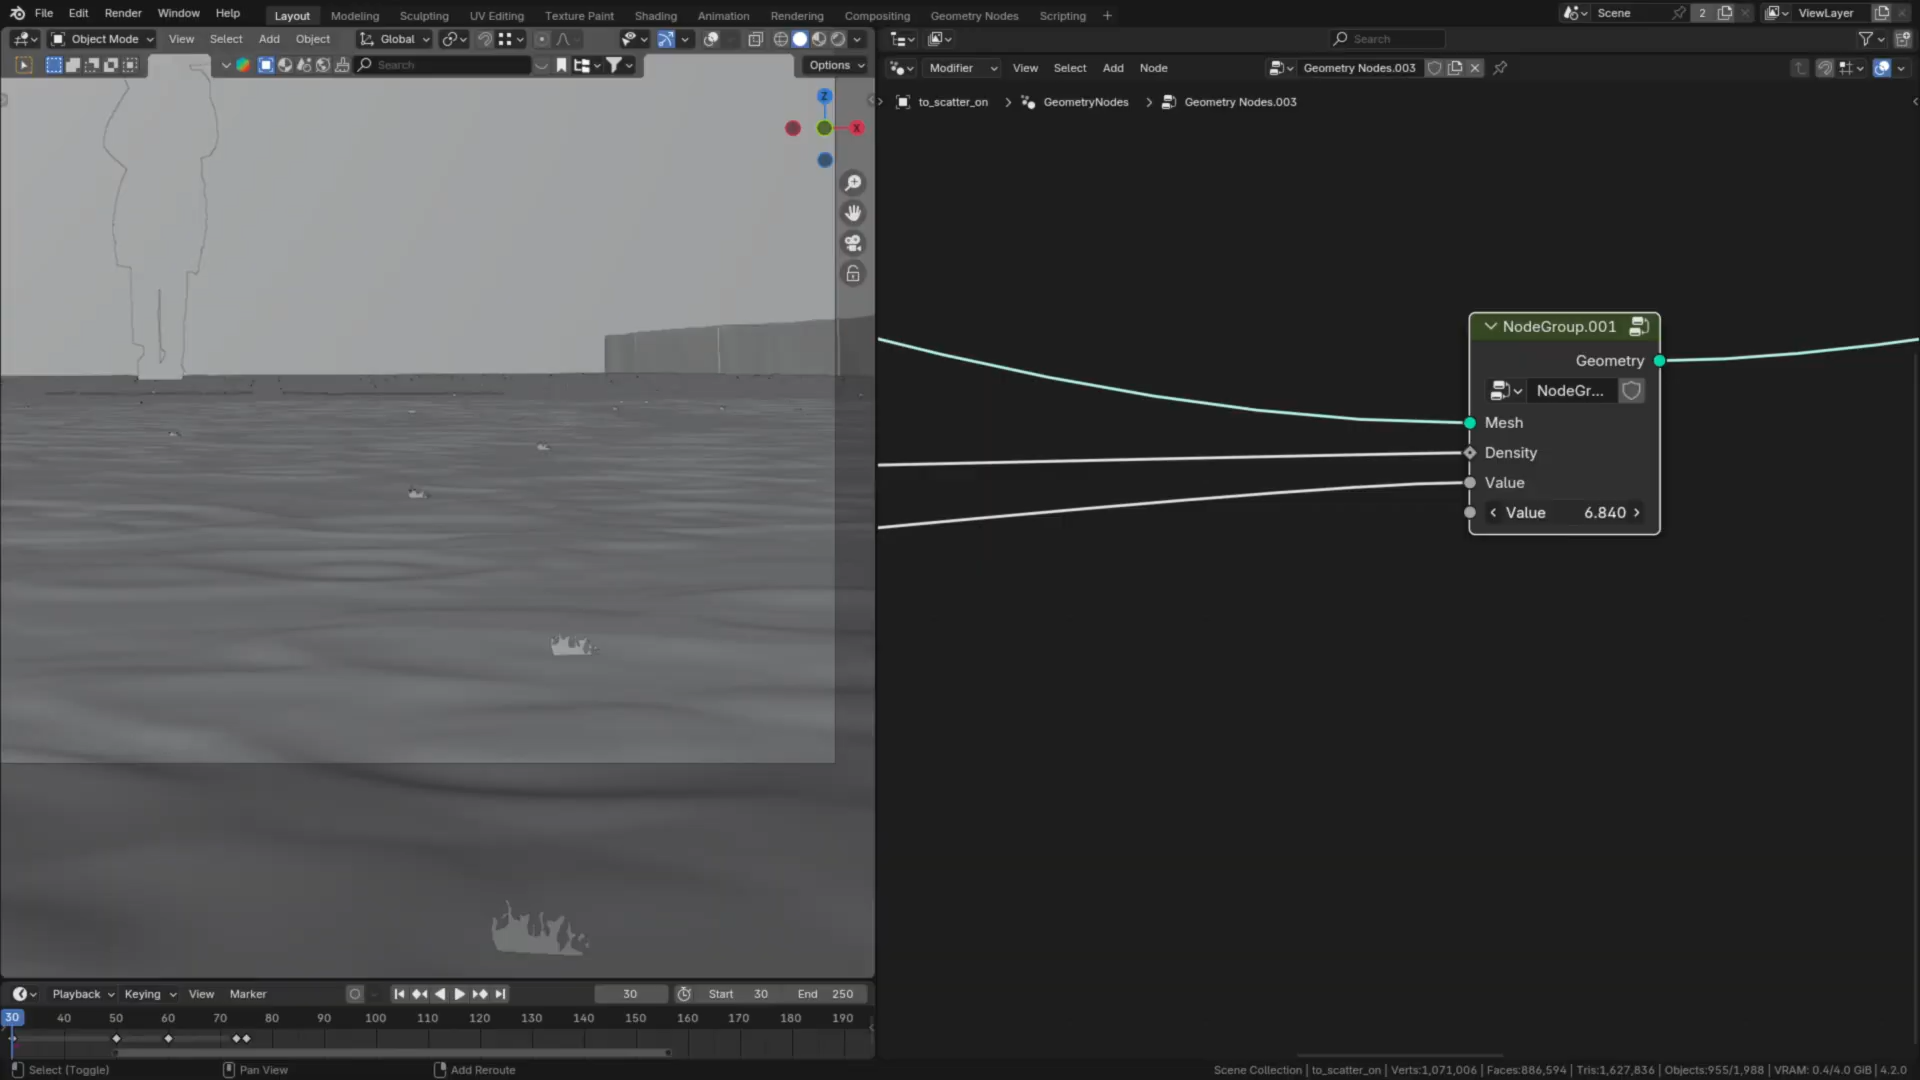 File Edit Render Window Help Layout Modeling Sculpting UV Editing Texture Paint Shading Animation Rendering Compositing Geometry Nodes Scripting + Scene 2 ViewLayer
Object Mode View Select Add Object Global Search
Search Options Modifier View Select Add Node Geometry Nodes.003
to_scatter_on > GeometryNodes > Geometry Nodes.003
Z
X
NodeGroup.001
Geometry
NodeGr...
Mesh
Density
Value
Value 6.840
Playback Keying View Marker 30 Start 30 End 250
30 40 50 60 70 80 90 100 110 120 130 140 150 160 170 180 190
Select (Toggle) Pan View Add Reroute Scene Collection | to_scatter_on | Verts:1,071,006 | Faces:886,594 | Tris:1,627,836 | Objects:955/1,988 | VRAM: 0.4/4.0 GiB | 4.2.0